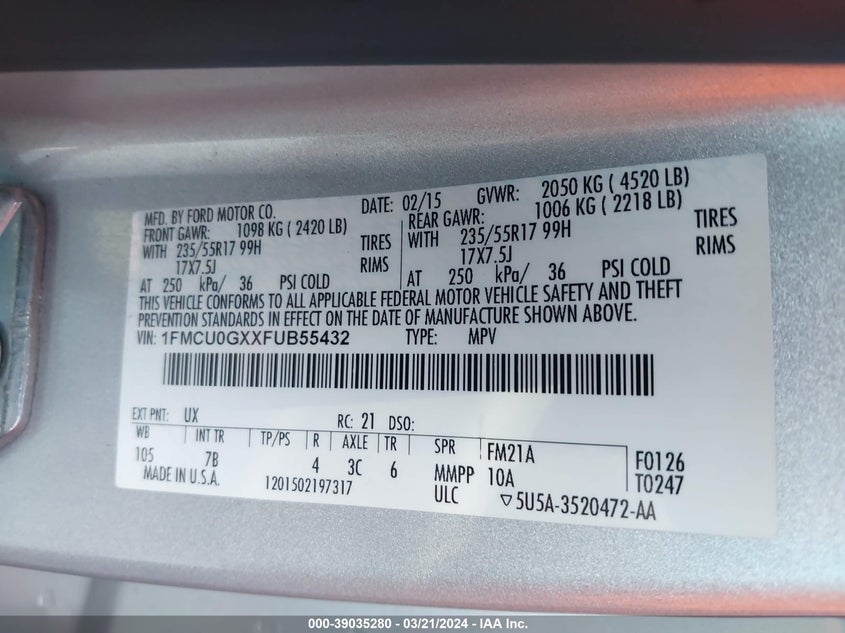 MFD. BY FORD MOTOR CO. DATE: 02/15 GVWR: 2050 KG ( 4520 LB)
FRONT GAWR: 1098 KG ( 2420 LB) REAR GAWR: 1006 KG ( 2218 LB)
WITH 235/55R17 99H TIRES WITH 235/55R17 99H TIRES
17X7.5J RIMS 17X7.5J RIMS
AT 250 kPa/ 36 PSI COLD AT 250 kPa/ 36 PSI COLD
THIS VEHICLE CONFORMS TO ALL APPLICABLE FEDERAL MOTOR VEHICLE SAFETY AND THEFT
PREVENTION STANDARDS IN EFFECT ON THE DATE OF MANUFACTURE SHOWN ABOVE.
VIN: 1FMCU0GXXFUB55432 TYPE: MPV
EXT PNT: UX RC: 21 DSO:
WB INT TR TP/PS R AXLE TR SPR FM21A F0126
105 7B 4 3C 6 MMPP 10A T0247
MADE IN U.S.A. 1201502197317 ULC ▽5U5A-3520472-AA
000-39035280 - 03/21/2024 - IAA Inc.